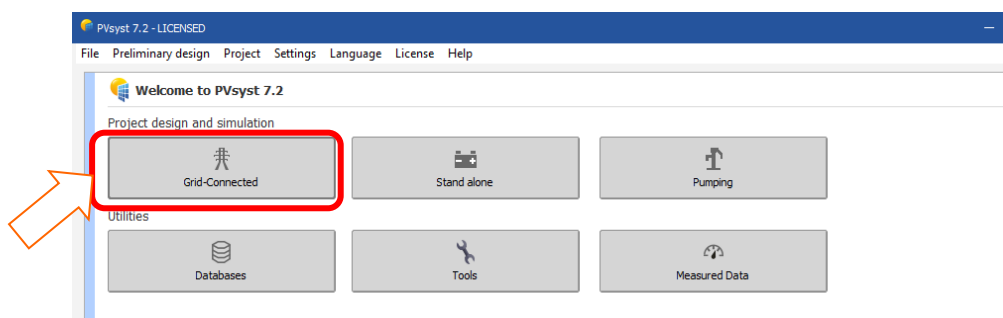 PVsyst 7.2 - LICENSED
File Preliminary design Project Settings Language License Help
Welcome to PVsyst 7.2
Project design and simulation
Grid-Connected Stand alone Pumping
Utilities
Databases Tools Measured Data